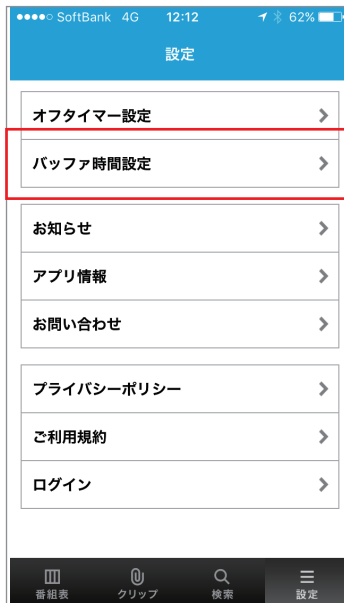 SoftBank 4G 12:12 62%
設定
オフタイマー設定
バッファ時間設定
お知らせ
アプリ情報
お問い合わせ
プライバシーポリシー
ご利用規約
ログイン
番組表 クリップ 検索 設定